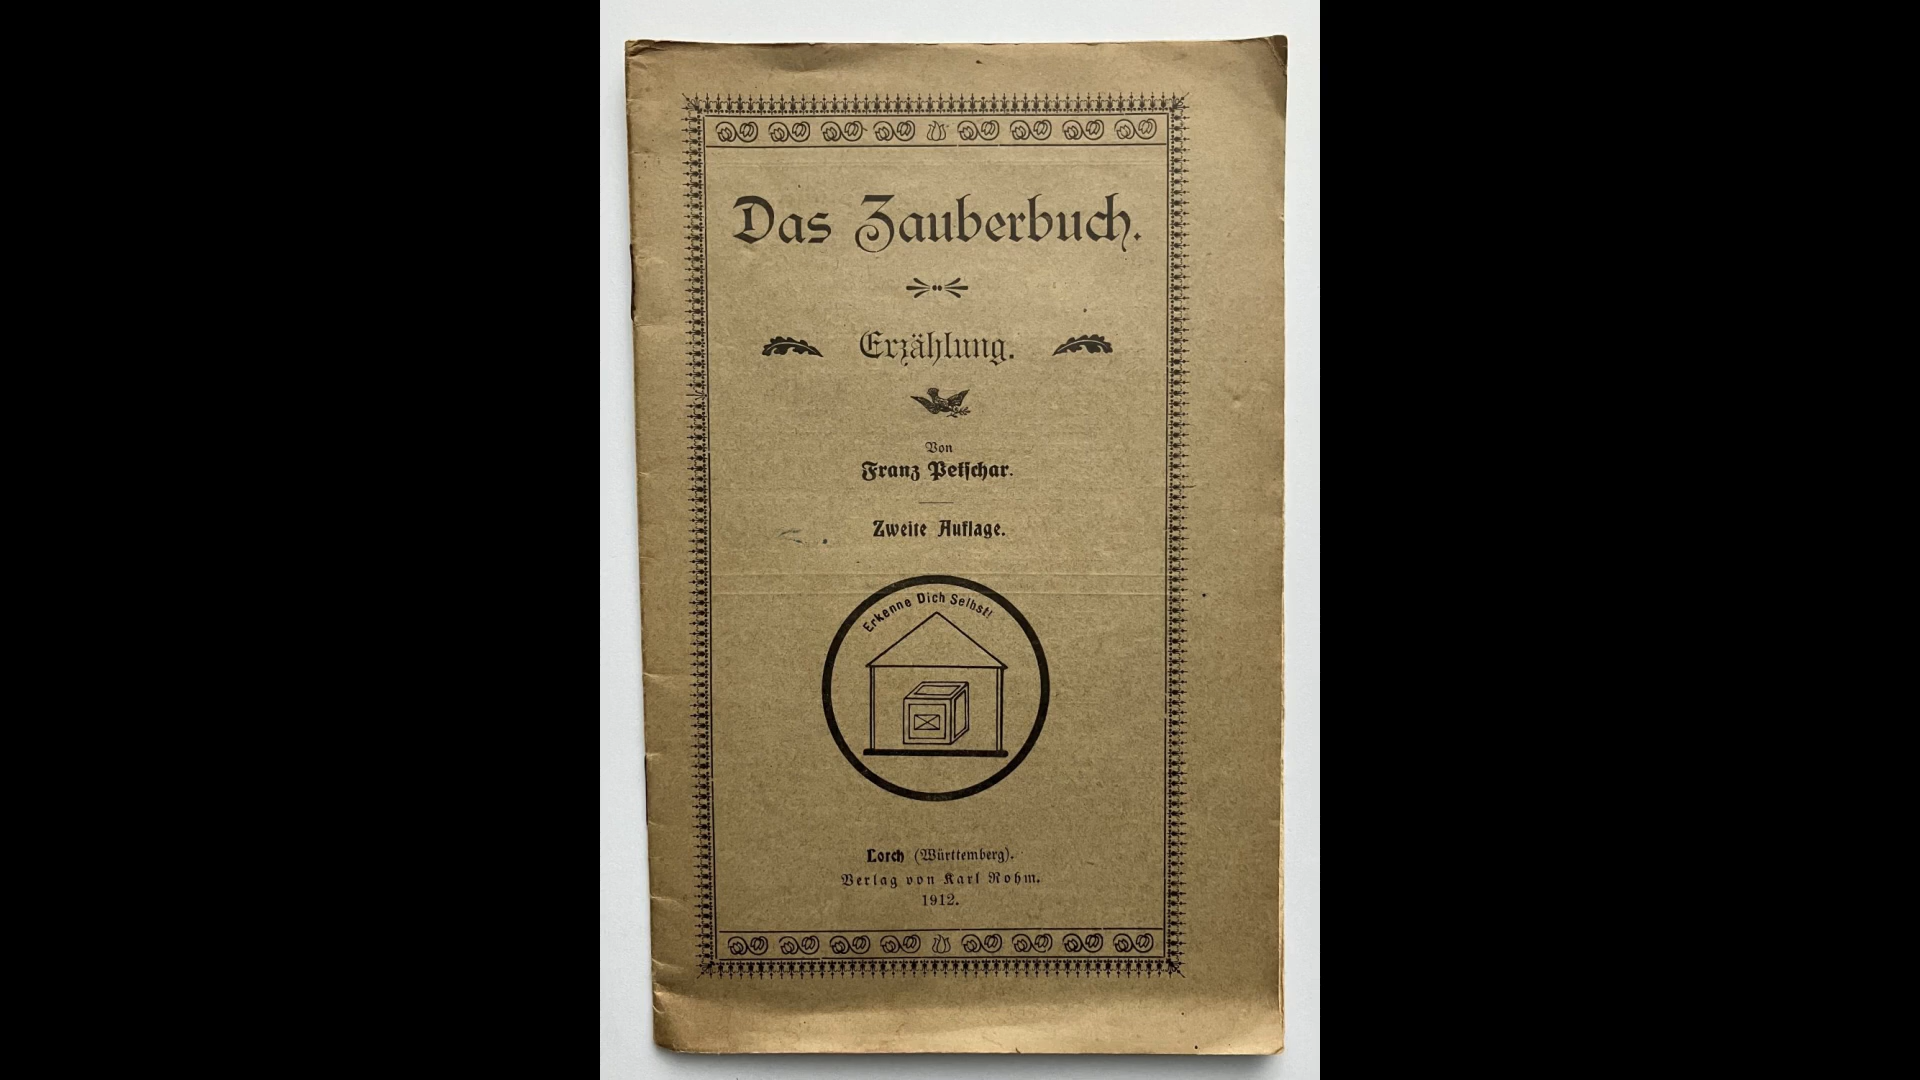 Das Zauberbuch.
Erzählung.
Von
Franz Petschar.
Zweite Auflage.
Erkenne Dich Selbst!
Lorch (Württemberg).
Verlag von Karl Rohm.
1912.